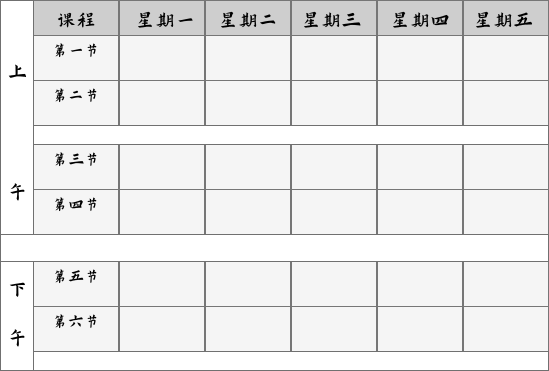 课程 星期一 星期二 星期三 星期四 星期五
上午
第一节
第二节
第三节
第四节
下午
第五节
第六节